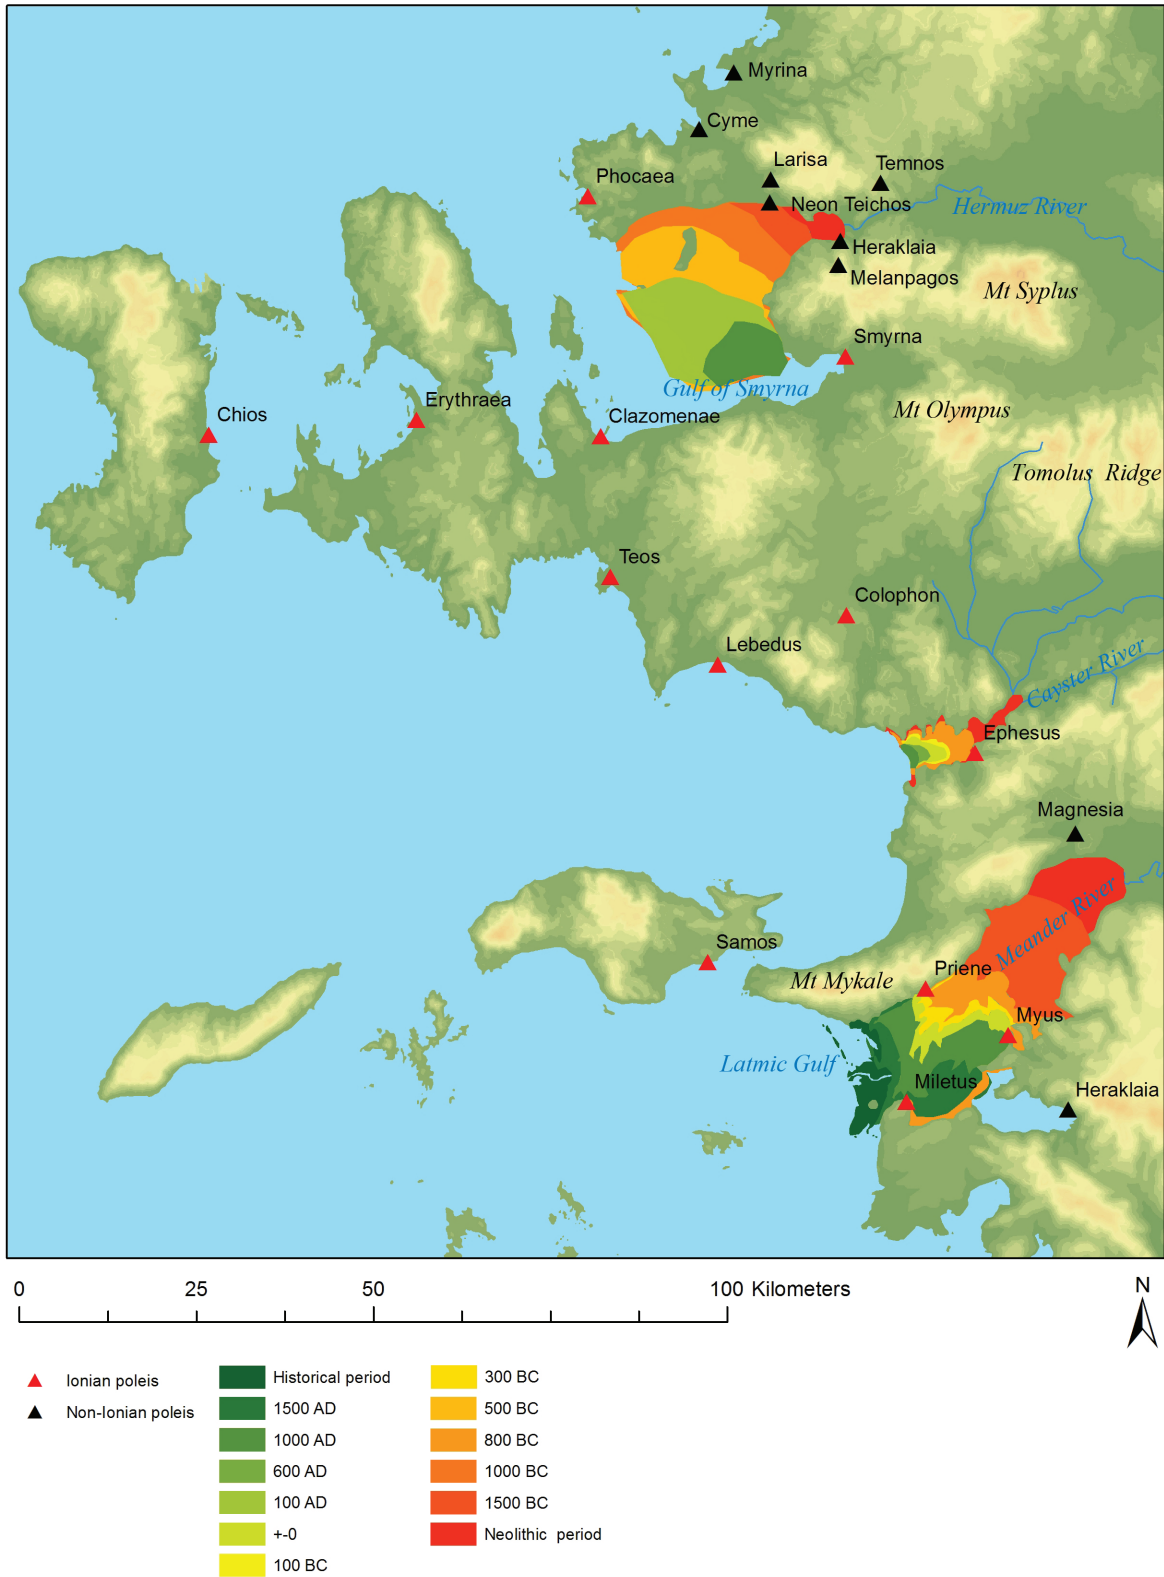 Myrina
Cyme
Larisa
Temnos
Phocaea
Neon Teichos
Hermuz River
Heraklaia
Melanpagos
Mt Syplus
Smyrna
Gulf of Smyrna
Erythraea
Chios
Clazomenae
Mt Olympus
Tomolus Ridge
Teos
Colophon
Lebedus
Cayster River
Ephesus
Magnesia
Meander River
Samos
Priene
Mt Mykale
Myus
Latmic Gulf
Miletus
Heraklaia
0 25 50 100 Kilometers
N
Ionian poleis
Non-Ionian poleis
Historical period
1500 AD
1000 AD
600 AD
100 AD
+-0
100 BC
300 BC
500 BC
800 BC
1000 BC
1500 BC
Neolithic period